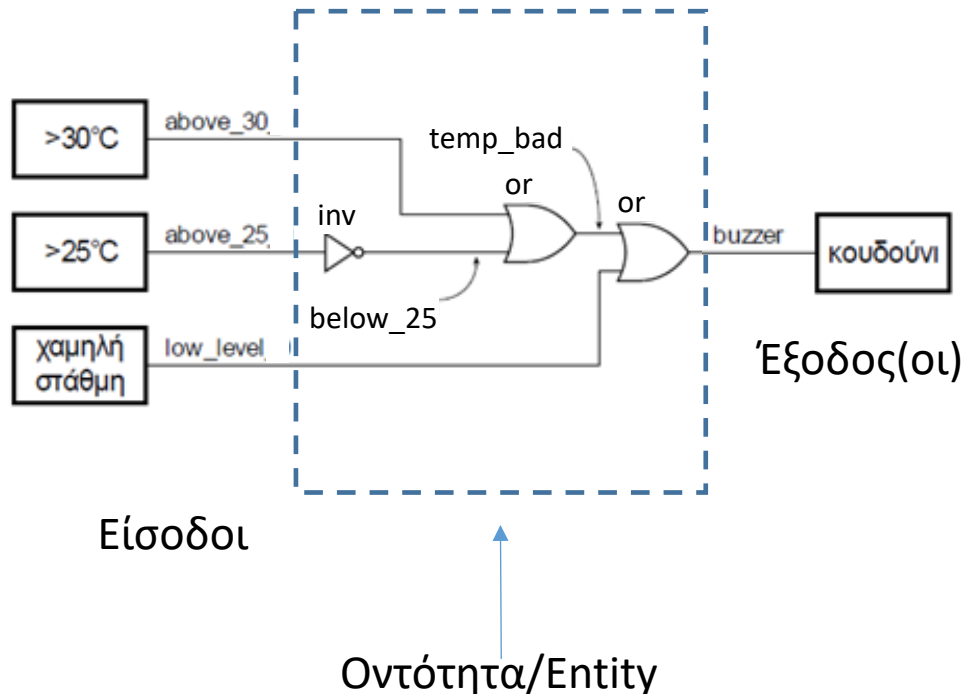 >30°C
above_30
temp_bad
or
or
inv
>25°C
above_25
buzzer
κουδούνι
below_25
χαμηλή
στάθμη
low_level
Έξοδος(οι)
Είσοδοι
Οντότητα/Entity